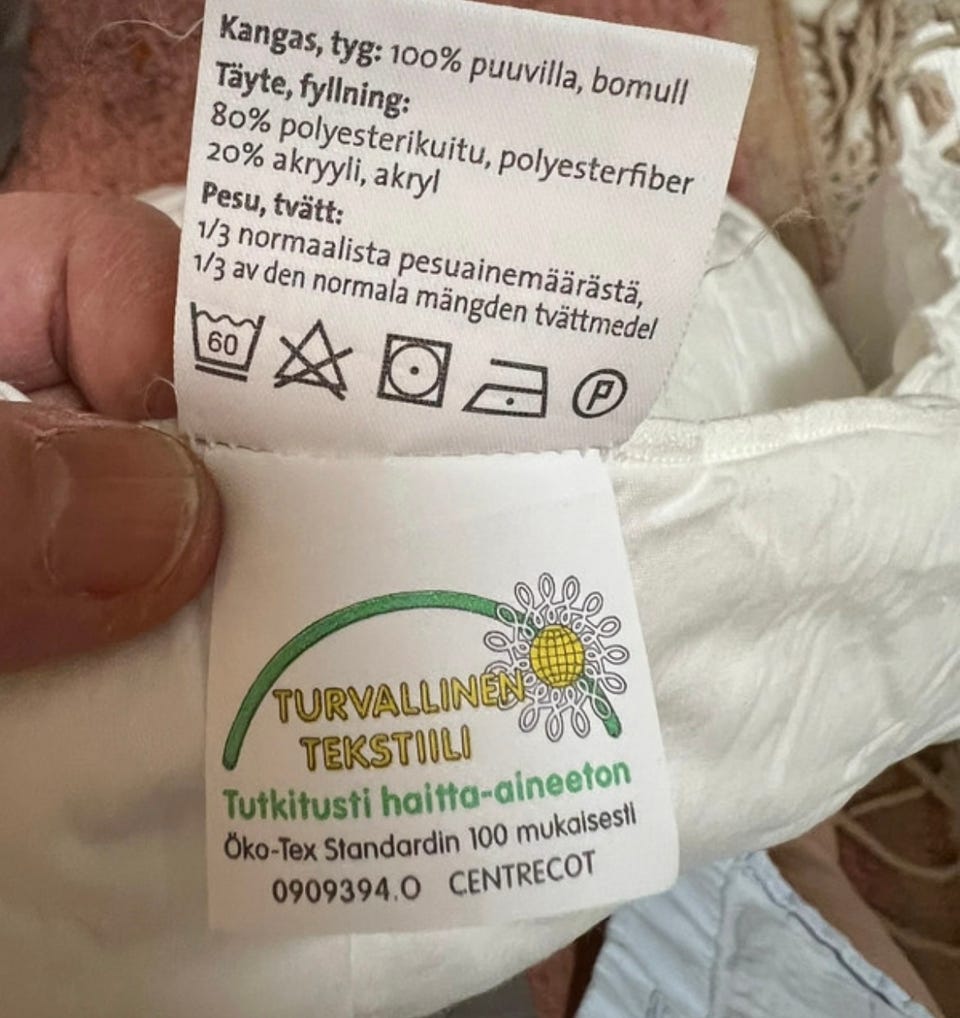 Kangas, tyg: 100% puuvilla, bomull
Täyte, fyllning:
80% polyesterikuitu, polyesterfiber
20% akryyli, akryl
Pesu, tvätt:
1/3 normaalista pesuainemäärästä,
1/3 av den normala mängden tvättmedel
60
P
TURVALLINEN
TEKSTIILI
Tutkitusti haitta-aineeton
Öko-Tex Standardin 100 mukaisesti
0909394.O CENTRECOT